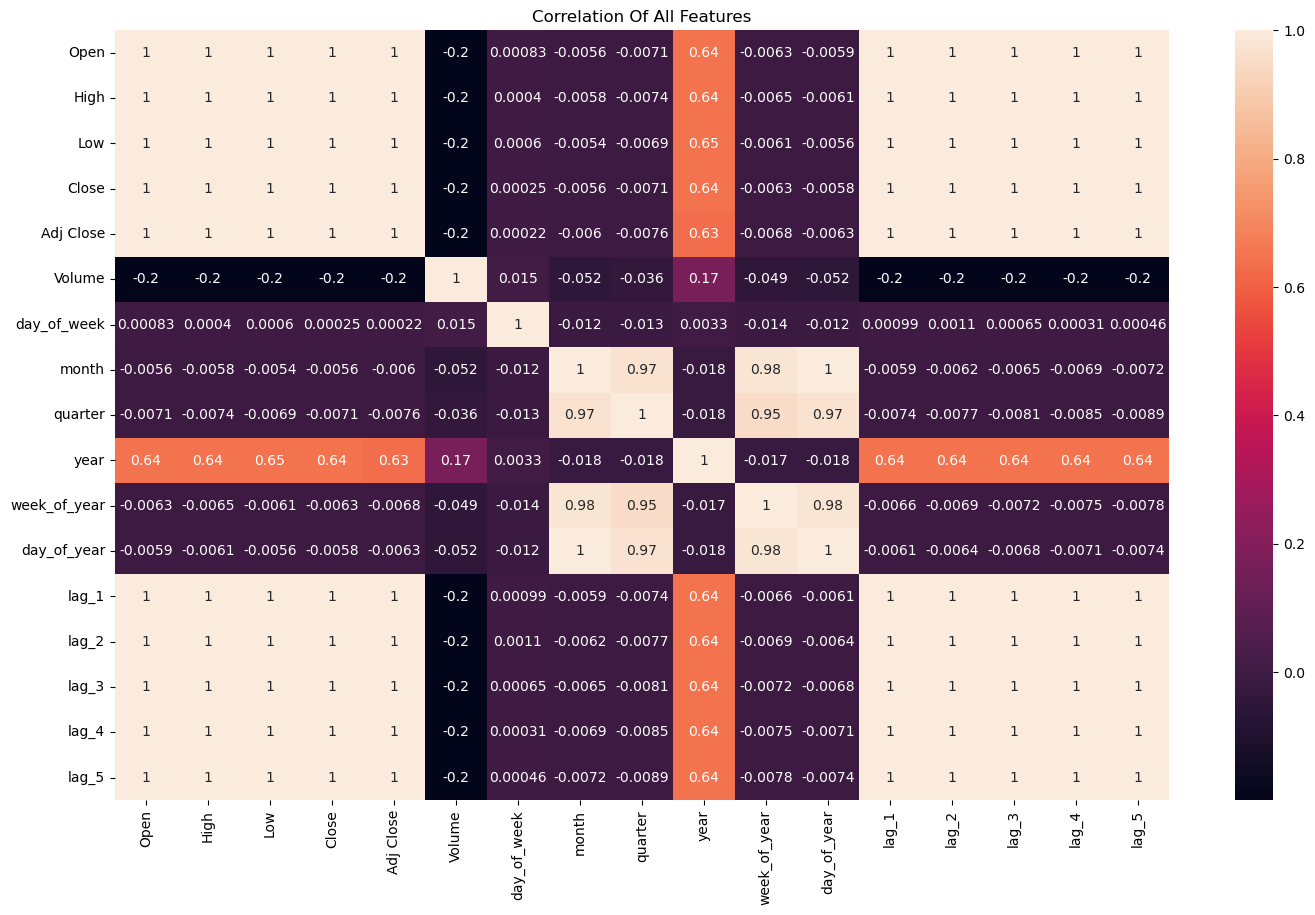 Correlation Of All Features
Open 1 1 1 1 1 -0.2 0.00083 -0.0056 -0.0071 0.64 -0.0063 -0.0059 1 1 1 1 1
High 1 1 1 1 1 -0.2 0.0004 -0.0058 -0.0074 0.64 -0.0065 -0.0061 1 1 1 1 1
Low 1 1 1 1 1 -0.2 0.0006 -0.0054 -0.0069 0.65 -0.0061 -0.0056 1 1 1 1 1
Close 1 1 1 1 1 -0.2 0.00025 -0.0056 -0.0071 0.64 -0.0063 -0.0058 1 1 1 1 1
Adj Close 1 1 1 1 1 -0.2 0.00022 -0.006 -0.0076 0.63 -0.0068 -0.0063 1 1 1 1 1
Volume -0.2 -0.2 -0.2 -0.2 -0.2 1 0.015 -0.052 -0.036 0.17 -0.049 -0.052 -0.2 -0.2 -0.2 -0.2 -0.2
day_of_week 0.00083 0.0004 0.0006 0.00025 0.00022 0.015 1 -0.012 -0.013 0.0033 -0.014 -0.012 0.00099 0.0011 0.00065 0.00031 0.00046
month -0.0056 -0.0058 -0.0054 -0.0056 -0.006 -0.052 -0.012 1 0.97 -0.018 0.98 1 -0.0059 -0.0062 -0.0065 -0.0069 -0.0072
quarter -0.0071 -0.0074 -0.0069 -0.0071 -0.0076 -0.036 -0.013 0.97 1 -0.018 0.95 0.97 -0.0074 -0.0077 -0.0081 -0.0085 -0.0089
year 0.64 0.64 0.65 0.64 0.63 0.17 0.0033 -0.018 -0.018 1 -0.017 -0.018 0.64 0.64 0.64 0.64 0.64
week_of_year -0.0063 -0.0065 -0.0061 -0.0063 -0.0068 -0.049 -0.014 0.98 0.95 -0.017 1 0.98 -0.0066 -0.0069 -0.0072 -0.0075 -0.0078
day_of_year -0.0059 -0.0061 -0.0056 -0.0058 -0.0063 -0.052 -0.012 1 0.97 -0.018 0.98 1 -0.0061 -0.0064 -0.0068 -0.0071 -0.0074
lag_1 1 1 1 1 1 -0.2 0.00099 -0.0059 -0.0074 0.64 -0.0066 -0.0061 1 1 1 1 1
lag_2 1 1 1 1 1 -0.2 0.0011 -0.0062 -0.0077 0.64 -0.0069 -0.0064 1 1 1 1 1
lag_3 1 1 1 1 1 -0.2 0.00065 -0.0065 -0.0081 0.64 -0.0072 -0.0068 1 1 1 1 1
lag_4 1 1 1 1 1 -0.2 0.00031 -0.0069 -0.0085 0.64 -0.0075 -0.0071 1 1 1 1 1
lag_5 1 1 1 1 1 -0.2 0.00046 -0.0072 -0.0089 0.64 -0.0078 -0.0074 1 1 1 1 1
Open High Low Close Adj Close Volume day_of_week month quarter year week_of_year day_of_year lag_1 lag_2 lag_3 lag_4 lag_5
1.0
0.8
0.6
0.4
0.2
0.0